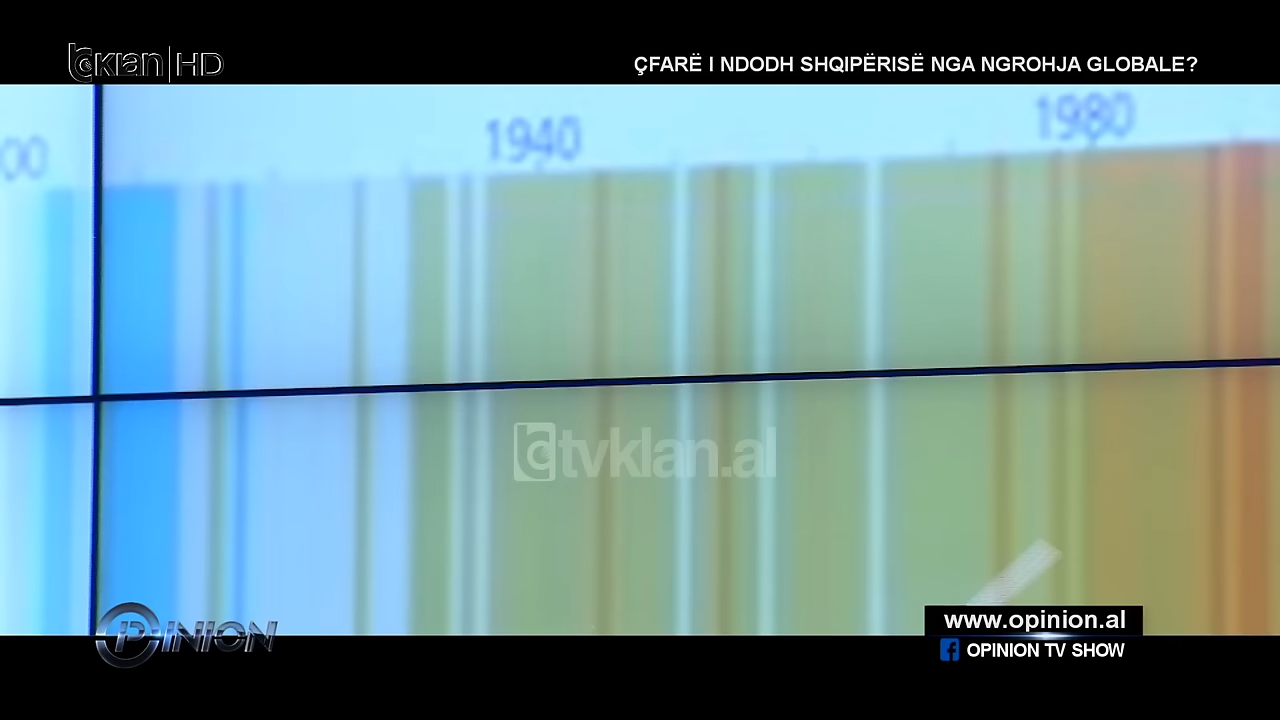 klan HD
ÇFARË I NDODH SHQIPËRISË NGA NGROHJA GLOBALE?
00
1940
1980
tvklan.al
OPINION
www.opinion.al
OPINION TV SHOW